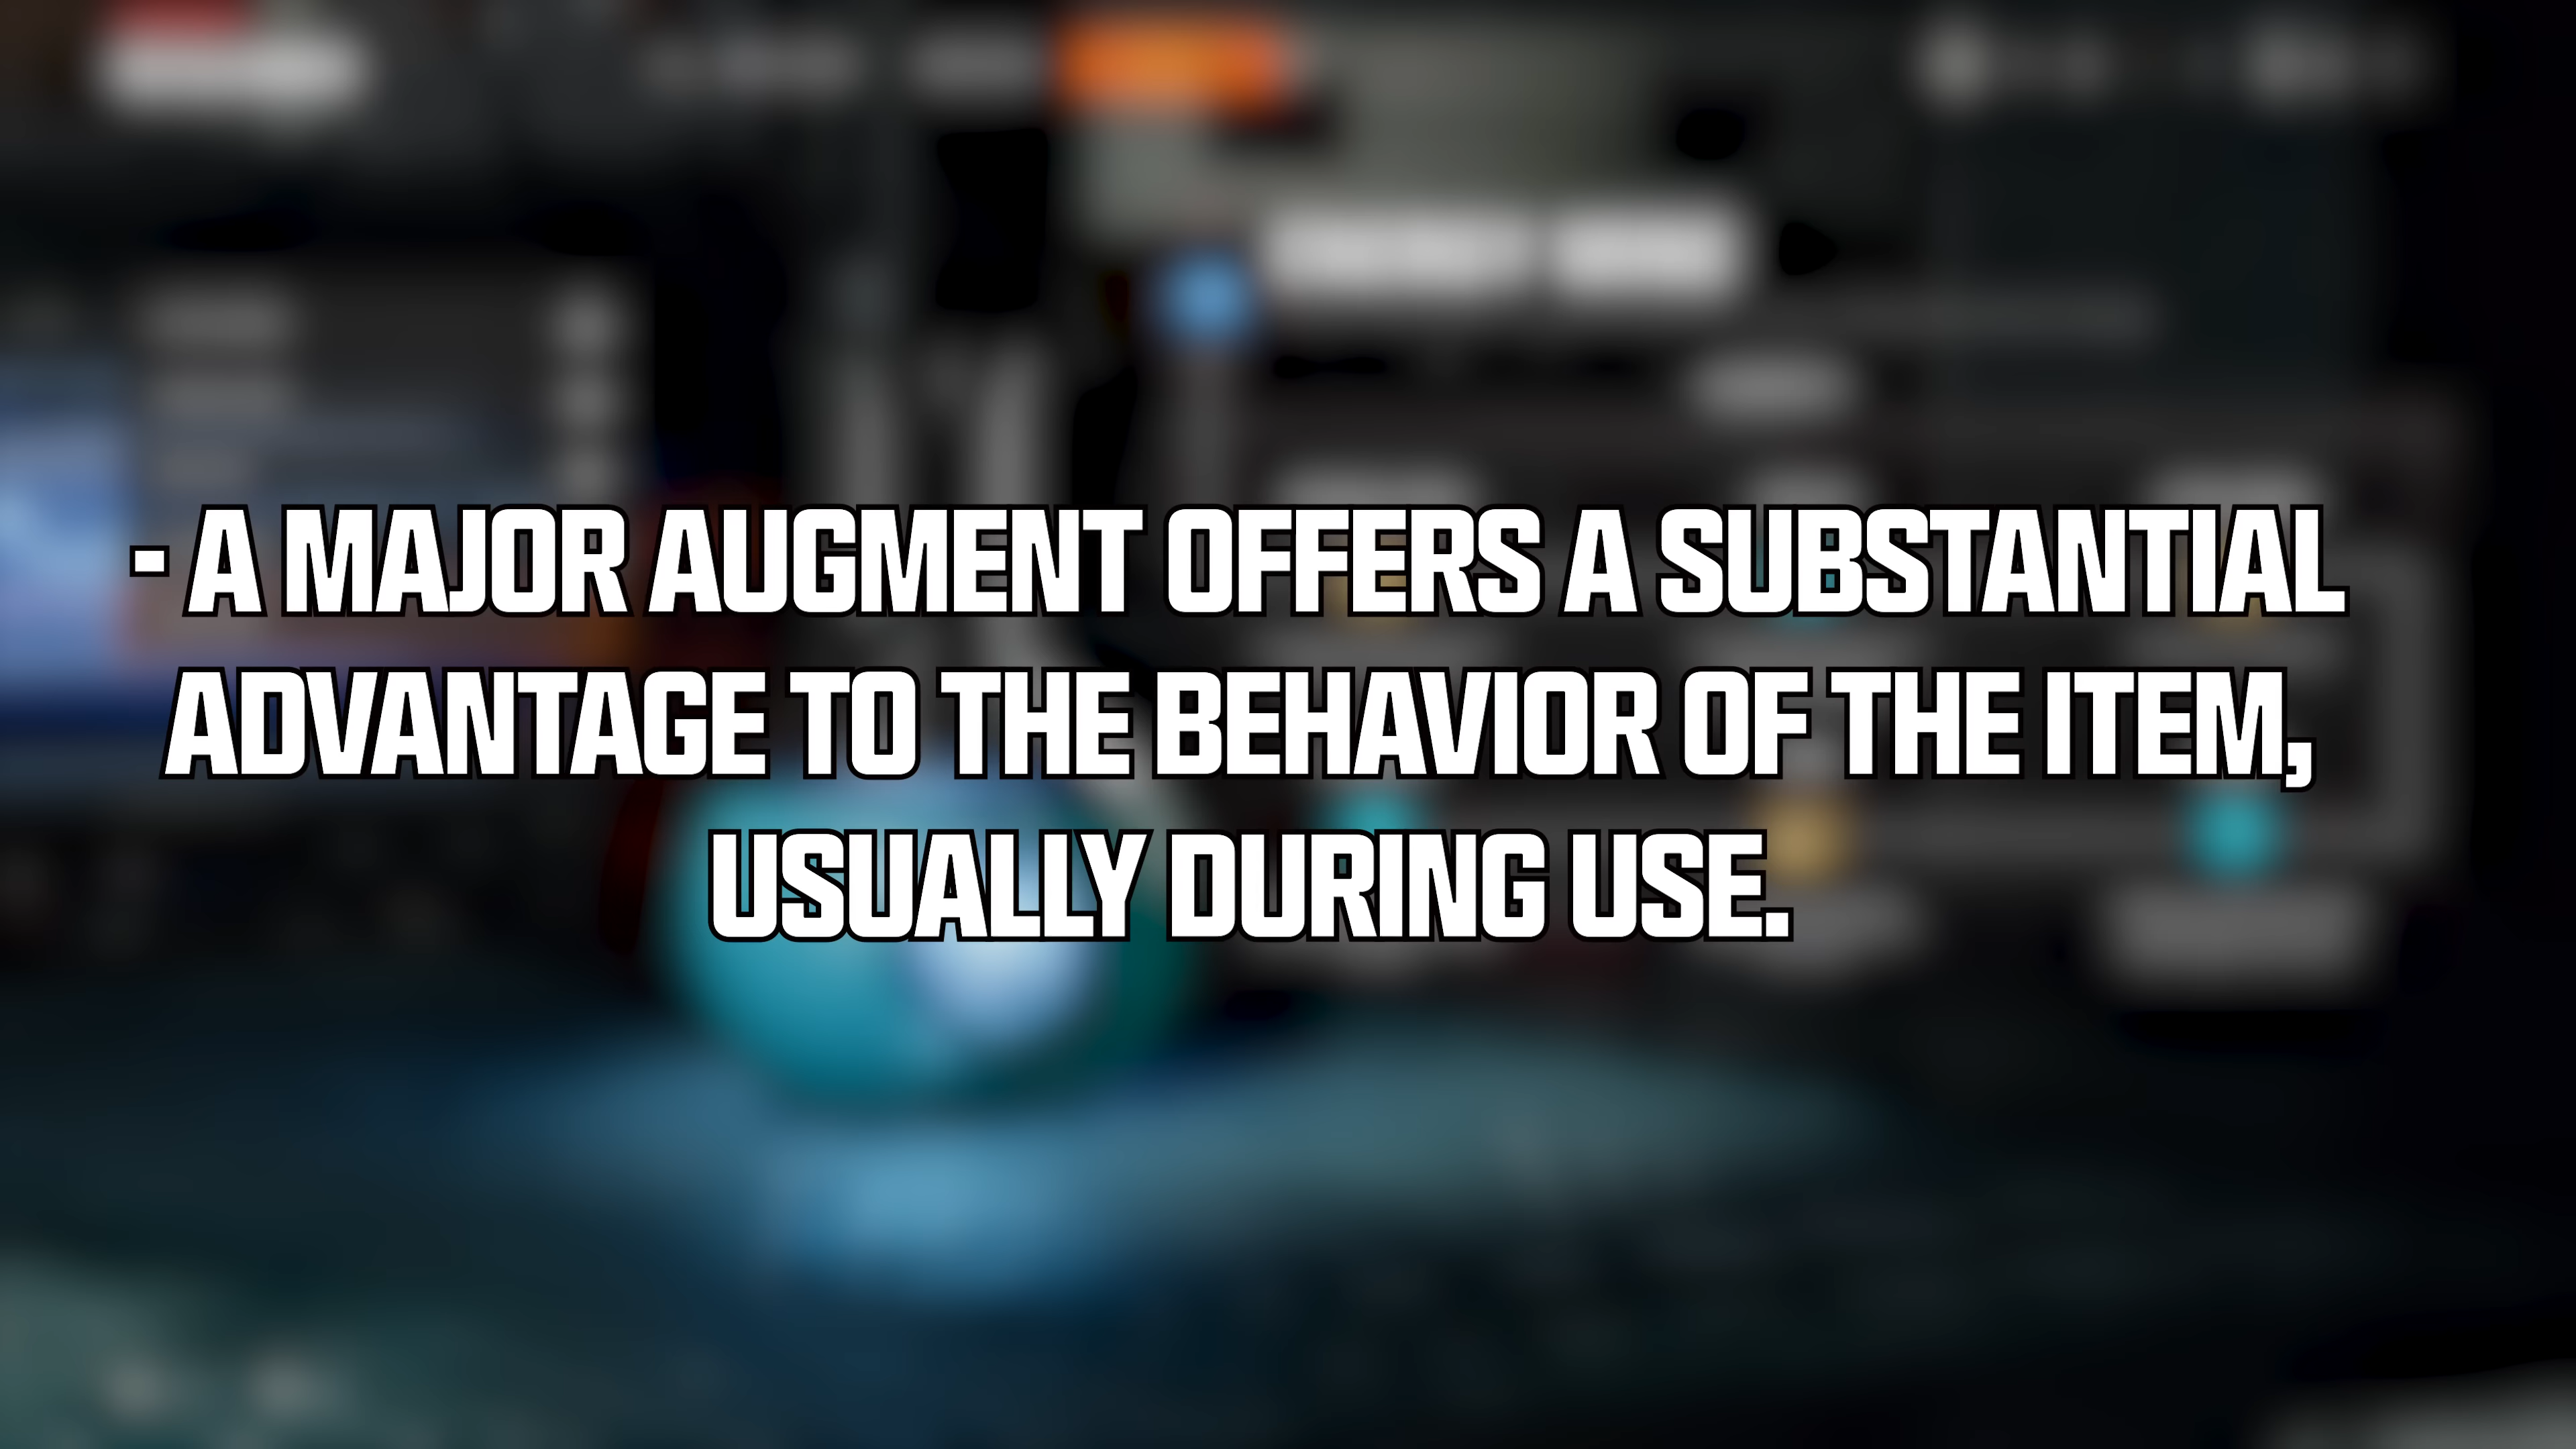 - A MAJOR AUGMENT OFFERS A SUBSTANTIAL
ADVANTAGE TO THE BEHAVIOR OF THE ITEM,
USUALLY DURING USE.